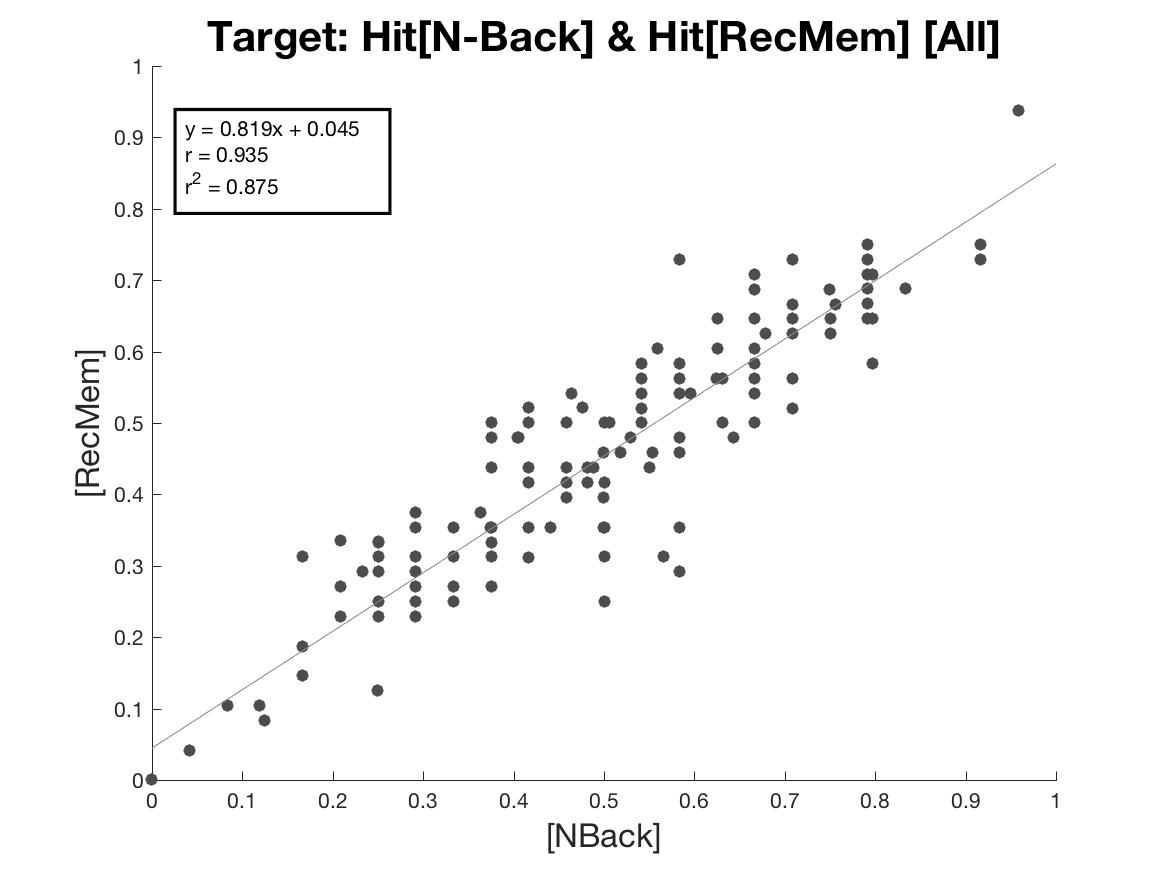 Target: Hit[N-Back] & Hit[RecMem] [All]
y = 0.819x + 0.045
r = 0.935
r² = 0.875
[RecMem]
1
0.9
0.8
0.7
0.6
0.5
0.4
0.3
0.2
0.1
0
0 0.1 0.2 0.3 0.4 0.5 0.6 0.7 0.8 0.9 1
[NBack]